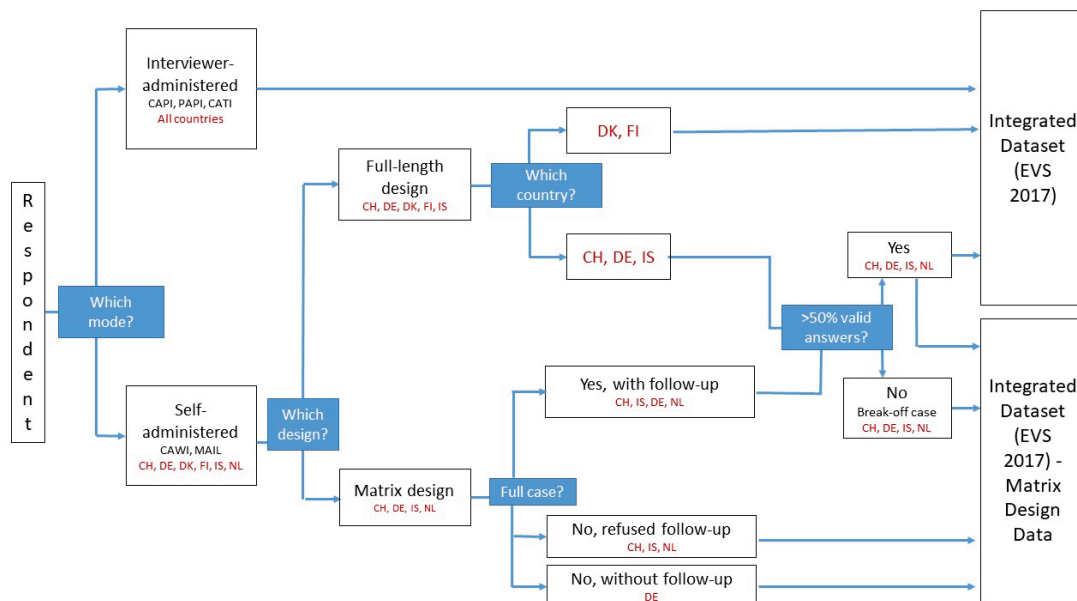 Respondent
Which
mode?
Interviewer-
administered
CAPI, PAPI, CATI
All countries
Self-
administered
CAWI, MAIL
CH, DE, DK, FI, IS, NL
Which
design?
Full-length
design
CH, DE, DK, FI, IS
Matrix design
CH, DE, IS, NL
Which
country?
DK, FI
CH, DE, IS
Full case?
Yes, with follow-up
CH, IS, DE, NL
No, refused follow-up
CH, IS, NL
No, without follow-up
DE
>50% valid
answers?
Yes
CH, DE, IS, NL
No
Break-off case
CH, DE, IS, NL
Integrated
Dataset
(EVS
2017)
Integrated
Dataset
(EVS
2017) -
Matrix
Design
Data